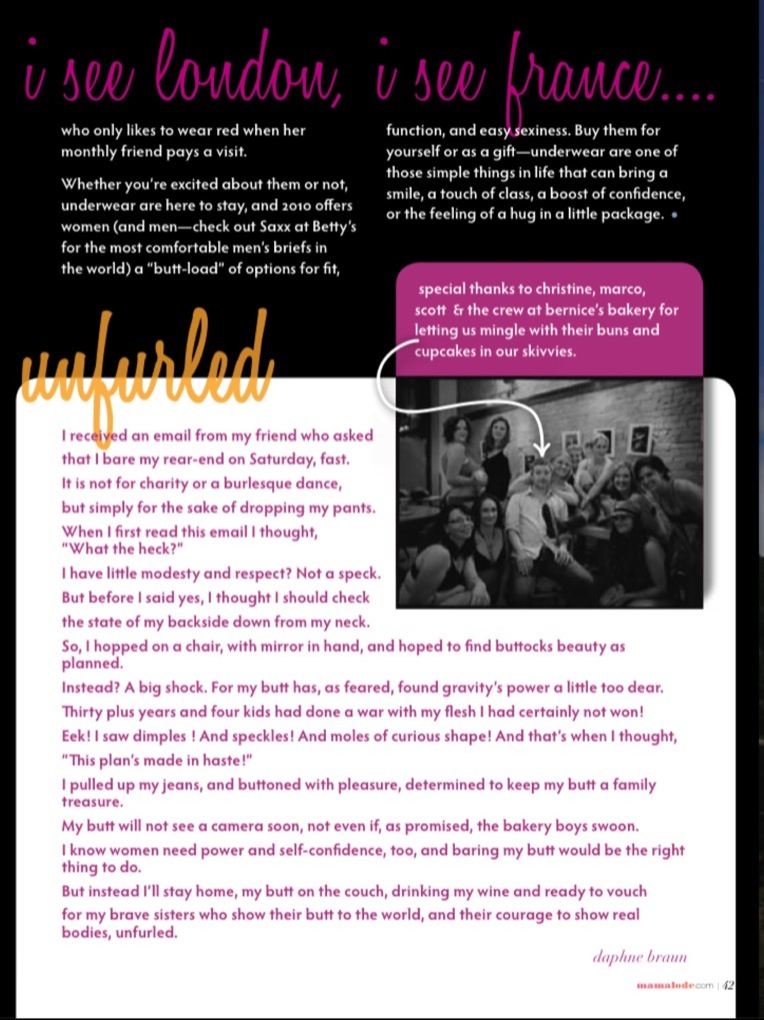 i see london, i see france....
who only likes to wear red when her
monthly friend pays a visit.
Whether you're excited about them or not,
underwear are here to stay, and 2010 offers
women (and men—check out Saxx at Betty's
for the most comfortable men's briefs in
the world) a "butt-load" of options for fit,
function, and easy sexiness. Buy them for
yourself or as a gift—underwear are one of
those simple things in life that can bring a
smile, a touch of class, a boost of confidence,
or the feeling of a hug in a little package. •
special thanks to christine, marco,
scott & the crew at bernice's bakery for
letting us mingle with their buns and
cupcakes in our skivvies.
unfurled
I received an email from my friend who asked
that I bare my rear-end on Saturday, fast.
It is not for charity or a burlesque dance,
but simply for the sake of dropping my pants.
When I first read this email I thought,
"What the heck?"
I have little modesty and respect? Not a speck.
But before I said yes, I thought I should check
the state of my backside down from my neck.
So, I hopped on a chair, with mirror in hand, and hoped to find buttocks beauty as
planned.
Instead? A big shock. For my butt has, as feared, found gravity's power a little too dear.
Thirty plus years and four kids had done a war with my flesh I had certainly not won!
Eek! I saw dimples ! And speckles! And moles of curious shape! And that's when I thought,
"This plan's made in haste!"
I pulled up my jeans, and buttoned with pleasure, determined to keep my butt a family
treasure.
My butt will not see a camera soon, not even if, as promised, the bakery boys swoon.
I know women need power and self-confidence, too, and baring my butt would be the right
thing to do.
But instead I'll stay home, my butt on the couch, drinking my wine and ready to vouch
for my brave sisters who show their butt to the world, and their courage to show real
bodies, unfurled.
daphne braun
mamalode.com | 42